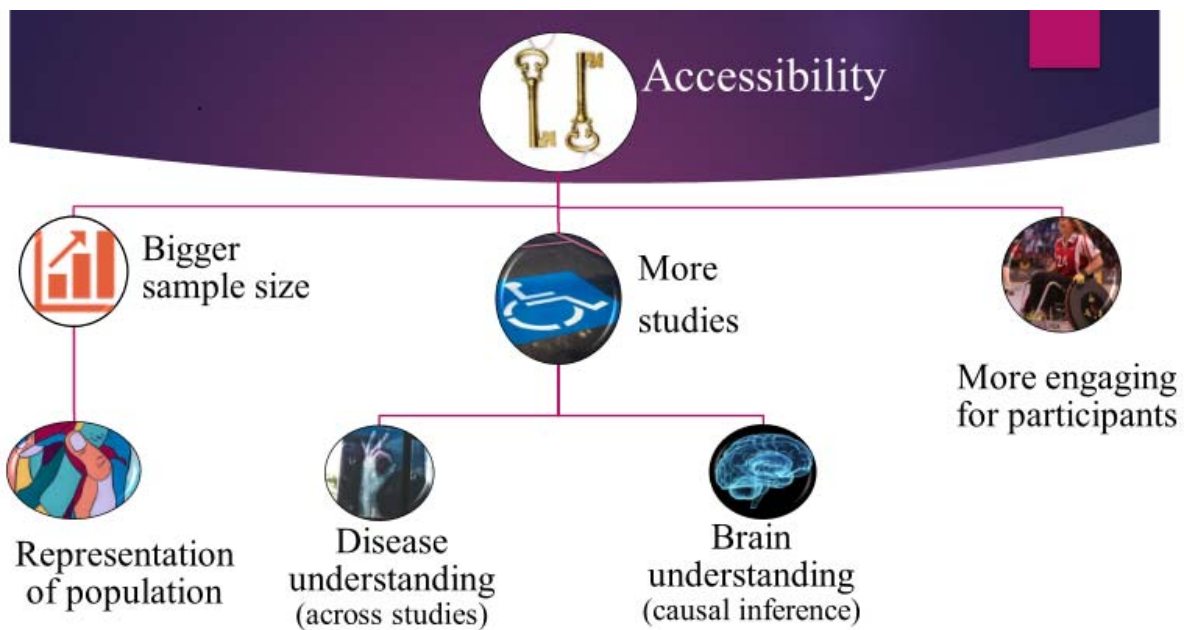 Accessibility
Bigger
sample size
More
studies
More engaging
for participants
Representation
of population
Disease
understanding
(across studies)
Brain
understanding
(causal inference)